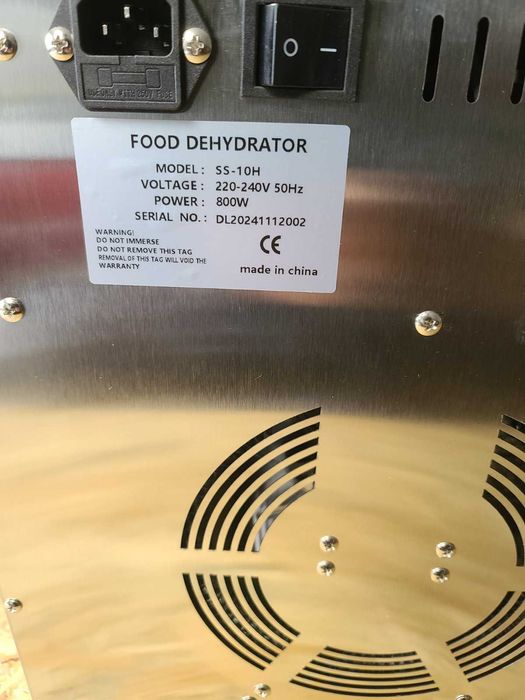 O I
FOOD DEHYDRATOR
MODEL: SS-10H
VOLTAGE: 220-240V 50Hz
POWER: 800W
SERIAL NO.: DL20241112002
WARNING!
DO NOT IMMERSE
DO NOT REMOVE THIS TAG
REMOVAL OF THIS TAG WILL VOID THE
WARRANTY
CE
made in china